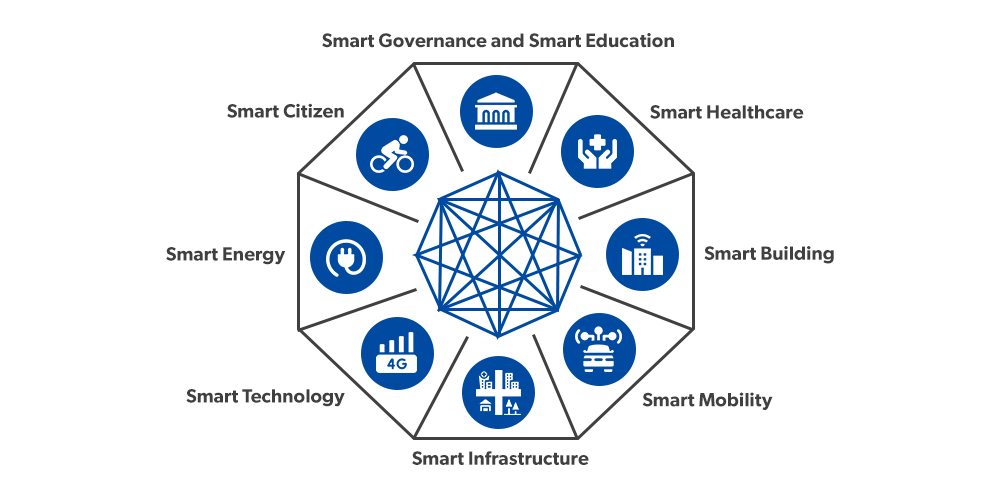 Smart Governance and Smart Education
Smart Citizen
Smart Healthcare
Smart Energy
Smart Building
4G
Smart Technology
Smart Mobility
Smart Infrastructure